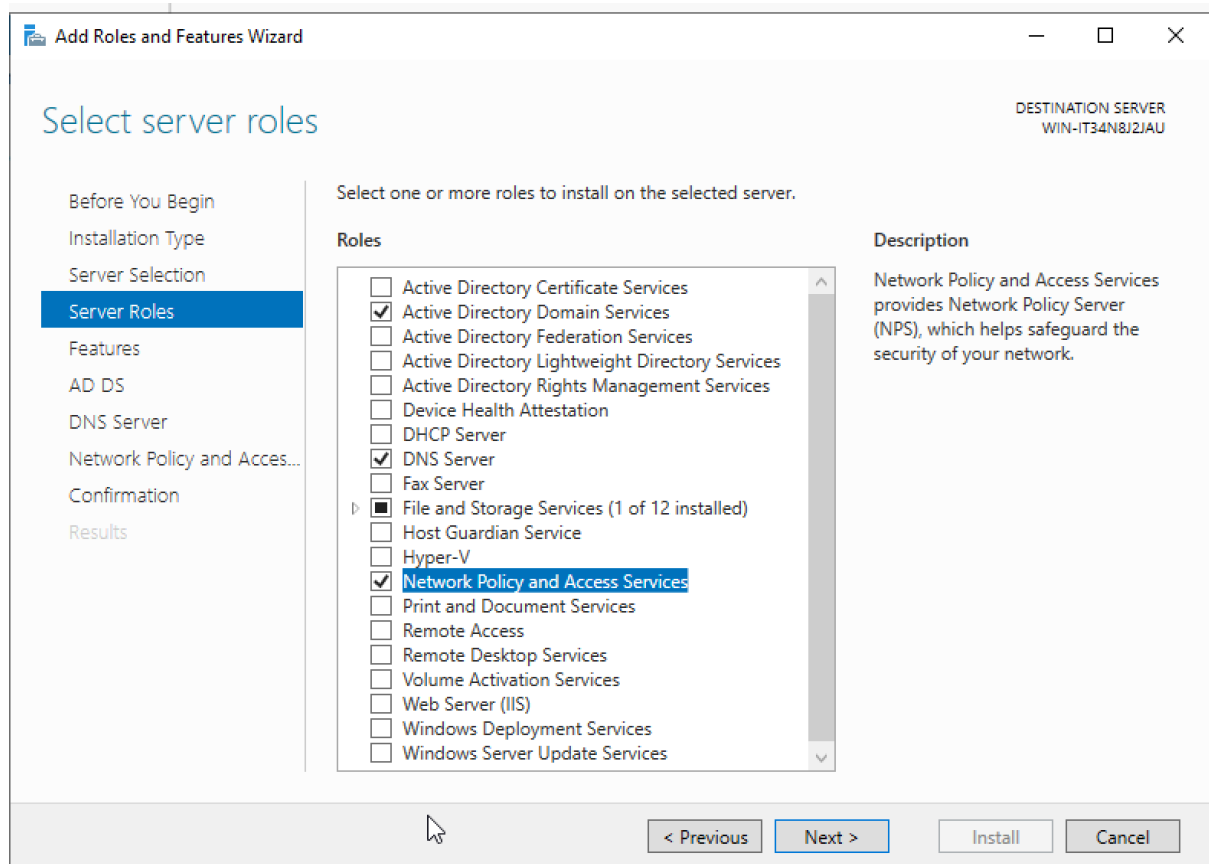 Add Roles and Features Wizard
Select server roles
DESTINATION SERVER
WIN-IT34N8J2JAU
Before You Begin
Installation Type
Server Selection
Server Roles
Features
AD DS
DNS Server
Network Policy and Acces...
Confirmation
Results
Select one or more roles to install on the selected server.
Roles
Active Directory Certificate Services
Active Directory Domain Services
Active Directory Federation Services
Active Directory Lightweight Directory Services
Active Directory Rights Management Services
Device Health Attestation
DHCP Server
DNS Server
Fax Server
File and Storage Services (1 of 12 installed)
Host Guardian Service
Hyper-V
Network Policy and Access Services
Print and Document Services
Remote Access
Remote Desktop Services
Volume Activation Services
Web Server (IIS)
Windows Deployment Services
Windows Server Update Services
Description
Network Policy and Access Services
provides Network Policy Server
(NPS), which helps safeguard the
security of your network.
< Previous
Next >
Install
Cancel